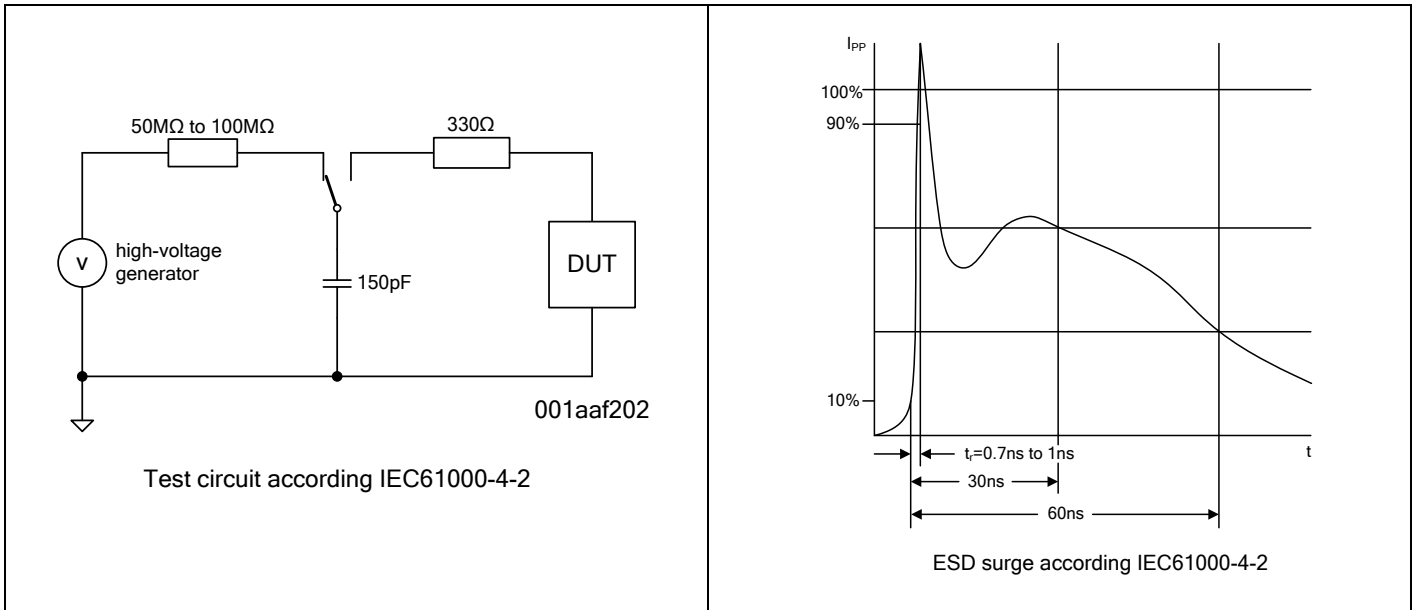 50MΩ to 100MΩ
330Ω
V
high-voltage
generator
150pF
DUT
001aaf202
Test circuit according IEC61000-4-2
IPP
100%
90%
10%
t
tr=0.7ns to 1ns
30ns
60ns
ESD surge according IEC61000-4-2